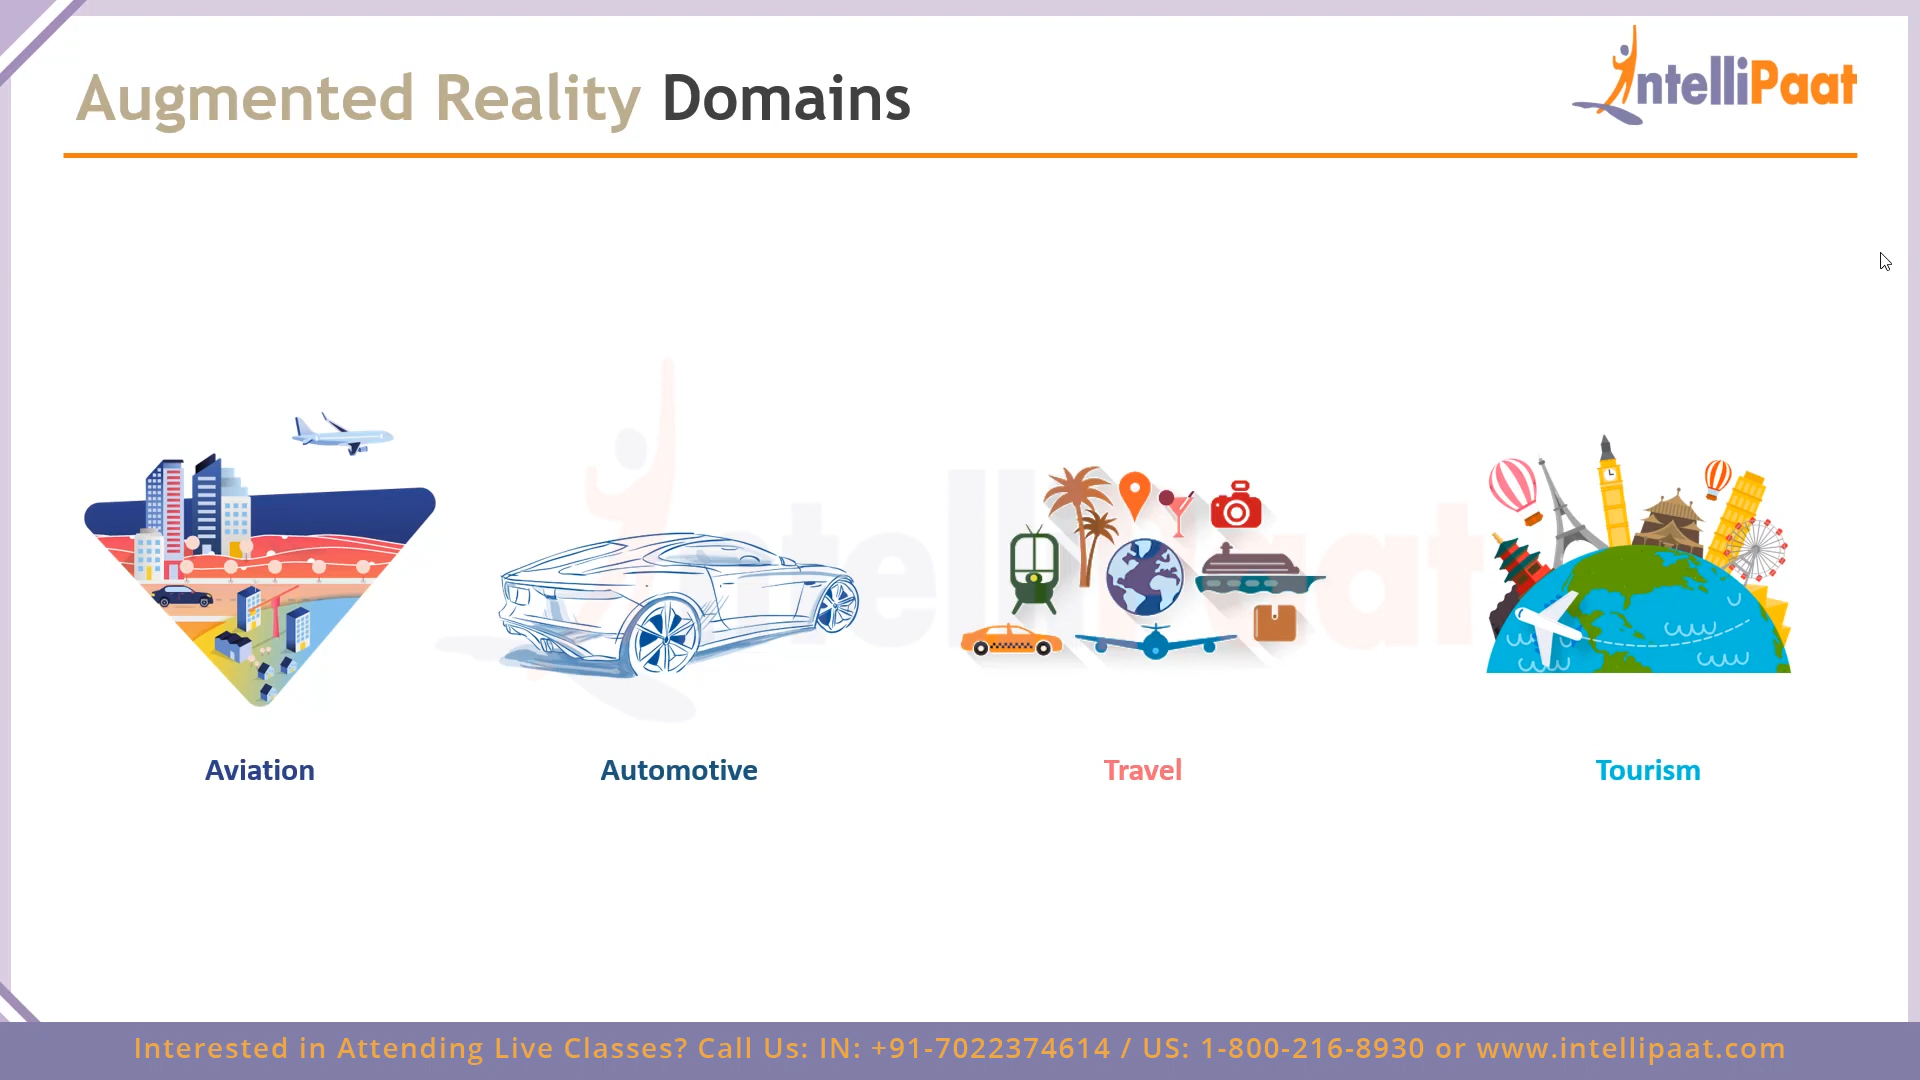 Augmented Reality Domains
IntelliPaat
IntelliPaat
Aviation
Automotive
Travel
Tourism
Interested in Attending Live Classes? Call Us: IN: +91-7022374614 / US: 1-800-216-8930 or www.intellipaat.com